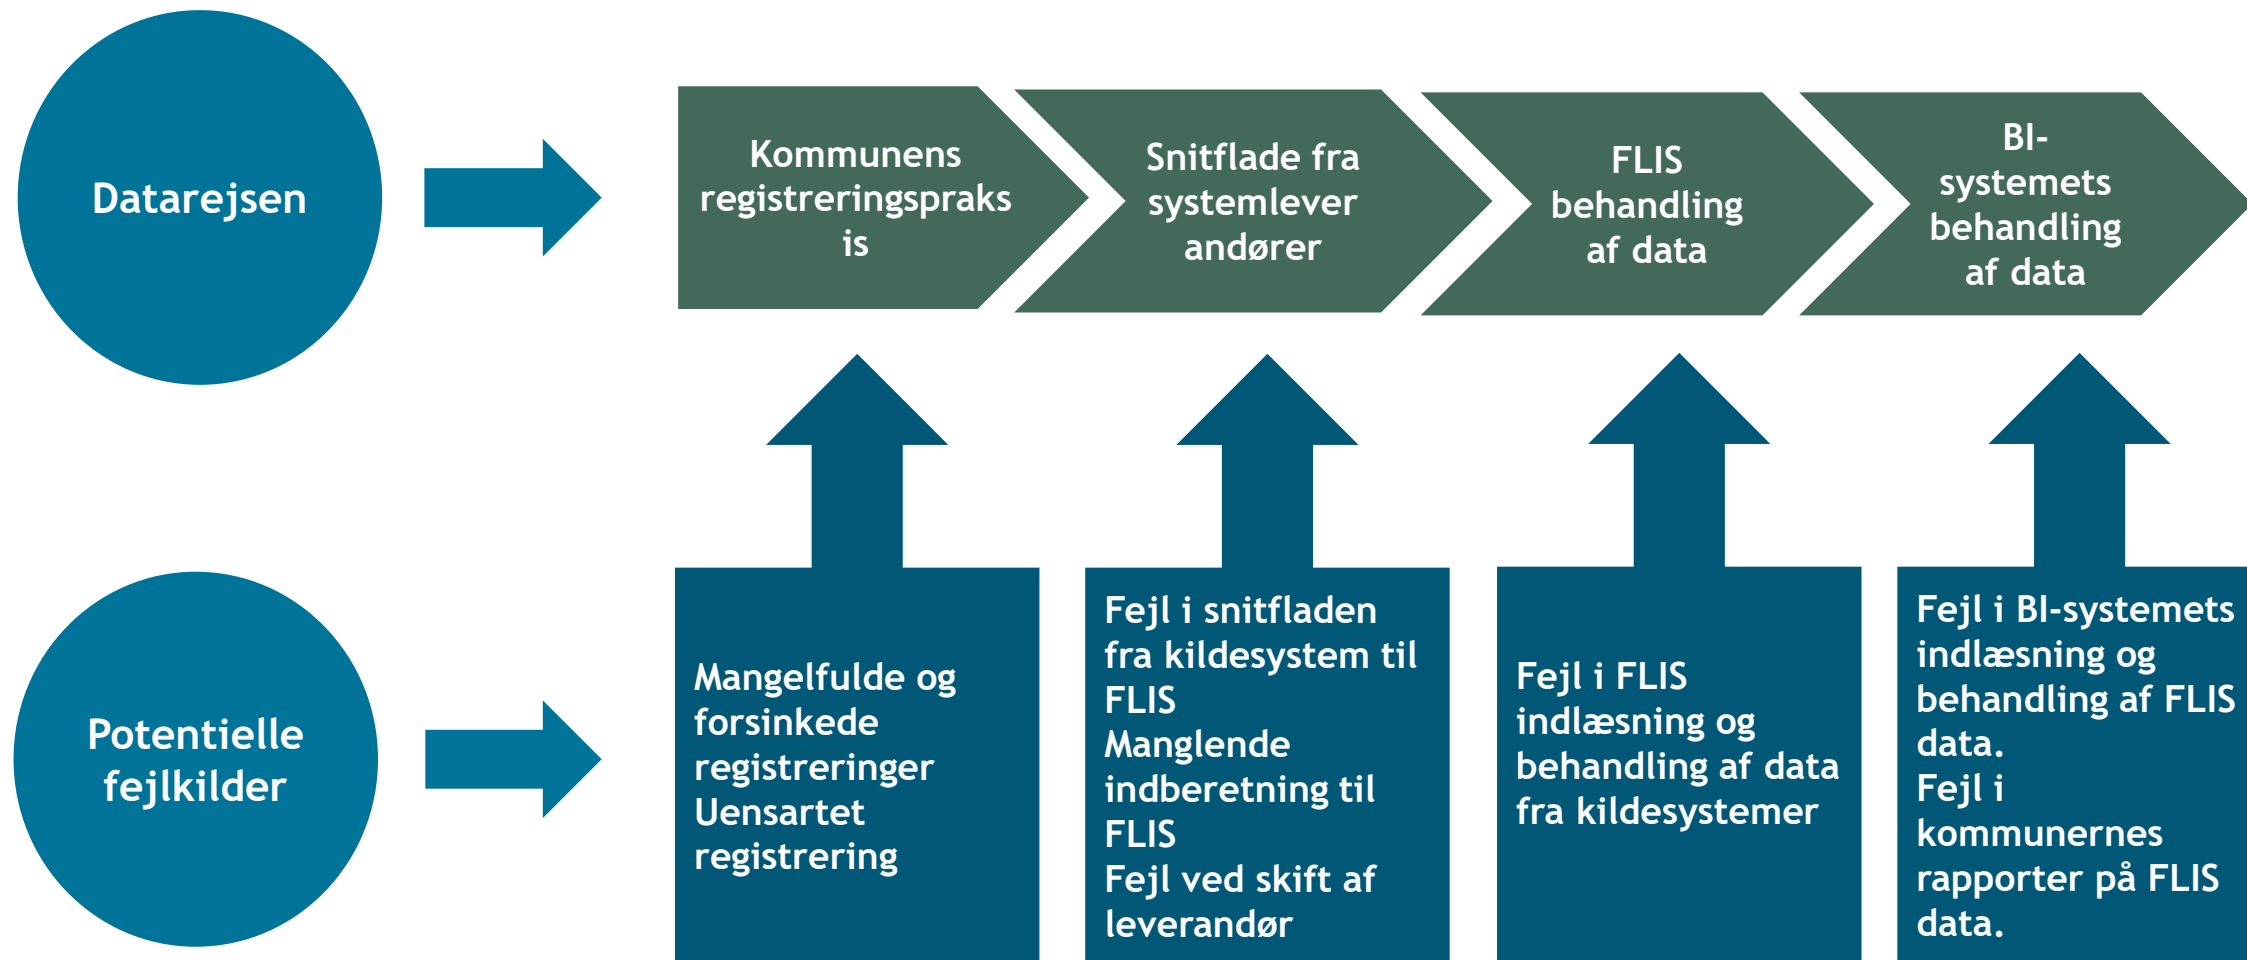 Datarejsen
Kommunens
registreringspraks
is
Snitflade fra
systemlever
andører
FLIS
behandling
af data
BI-
systemets
behandling
af data
Potentielle
fejlkilder
Mangelfulde og
forsinkede
registreringer
Uensartet
registrering
Fejl i snitfladen
fra kildesystem til
FLIS
Manglende
indberetning til
FLIS
Fejl ved skift af
leverandør
Fejl i FLIS
indlæsning og
behandling af data
fra kildesystemer
Fejl i BI-systemets
indlæsning og
behandling af FLIS
data.
Fejl i
kommunernes
rapporter på FLIS
data.